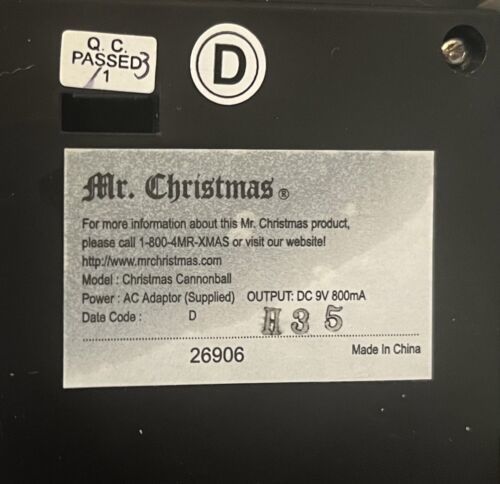 Q. C.
PASSED 3
1
D
Mr. Christmas ®
For more information about this Mr. Christmas product,
please call 1-800-4MR-XMAS or visit our website!
http://www.mrchristmas.com
Model : Christmas Cannonball
Power : AC Adaptor (Supplied) OUTPUT: DC 9V 800mA
Date Code : D H 3 5
26906 Made In China